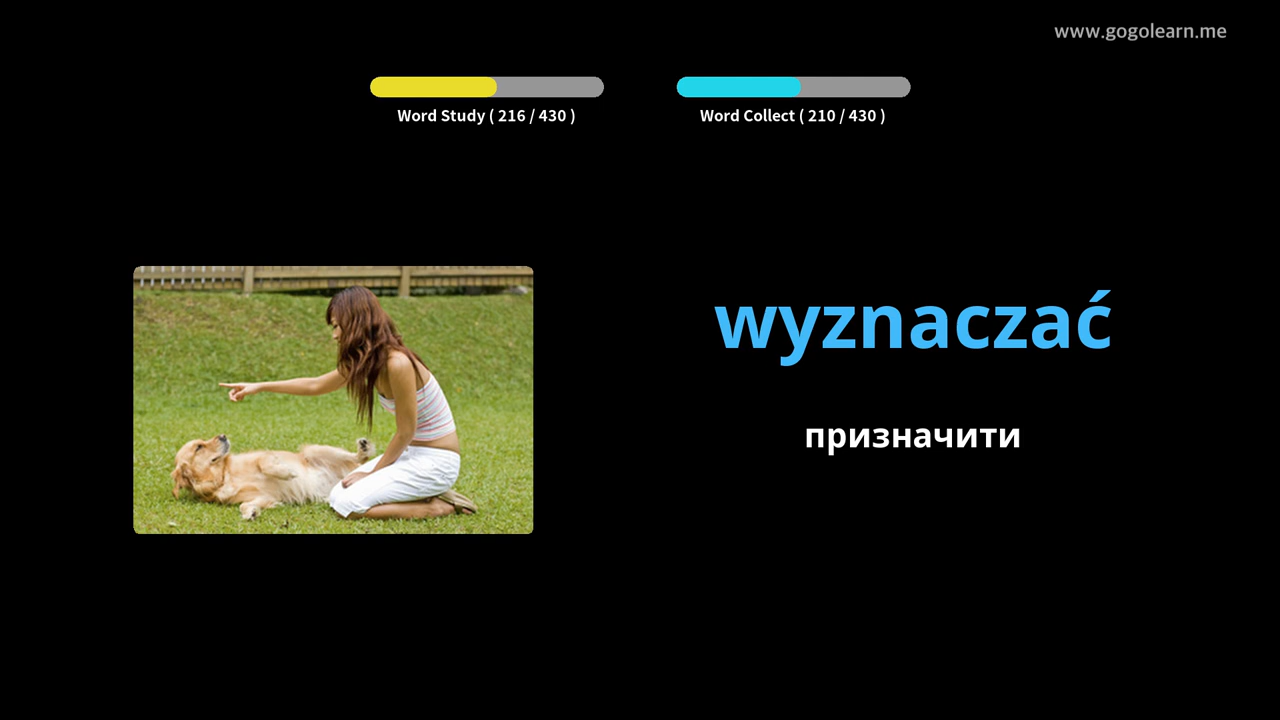 www.gogolearn.me
Word Study ( 216 / 430 )
Word Collect ( 210 / 430 )
wyznaczać
призначити